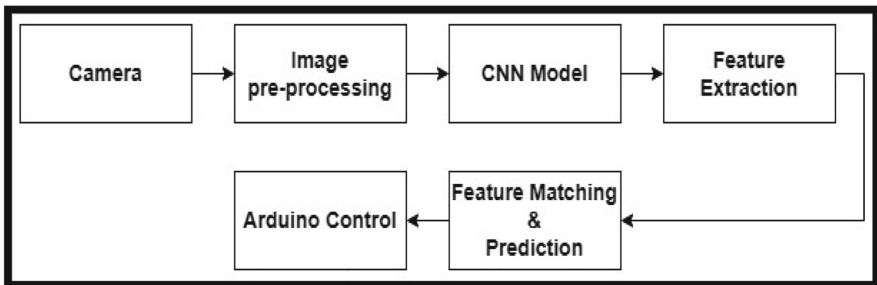 Camera
Image
pre-processing
CNN Model
Feature
Extraction
Arduino Control
Feature Matching
&
Prediction